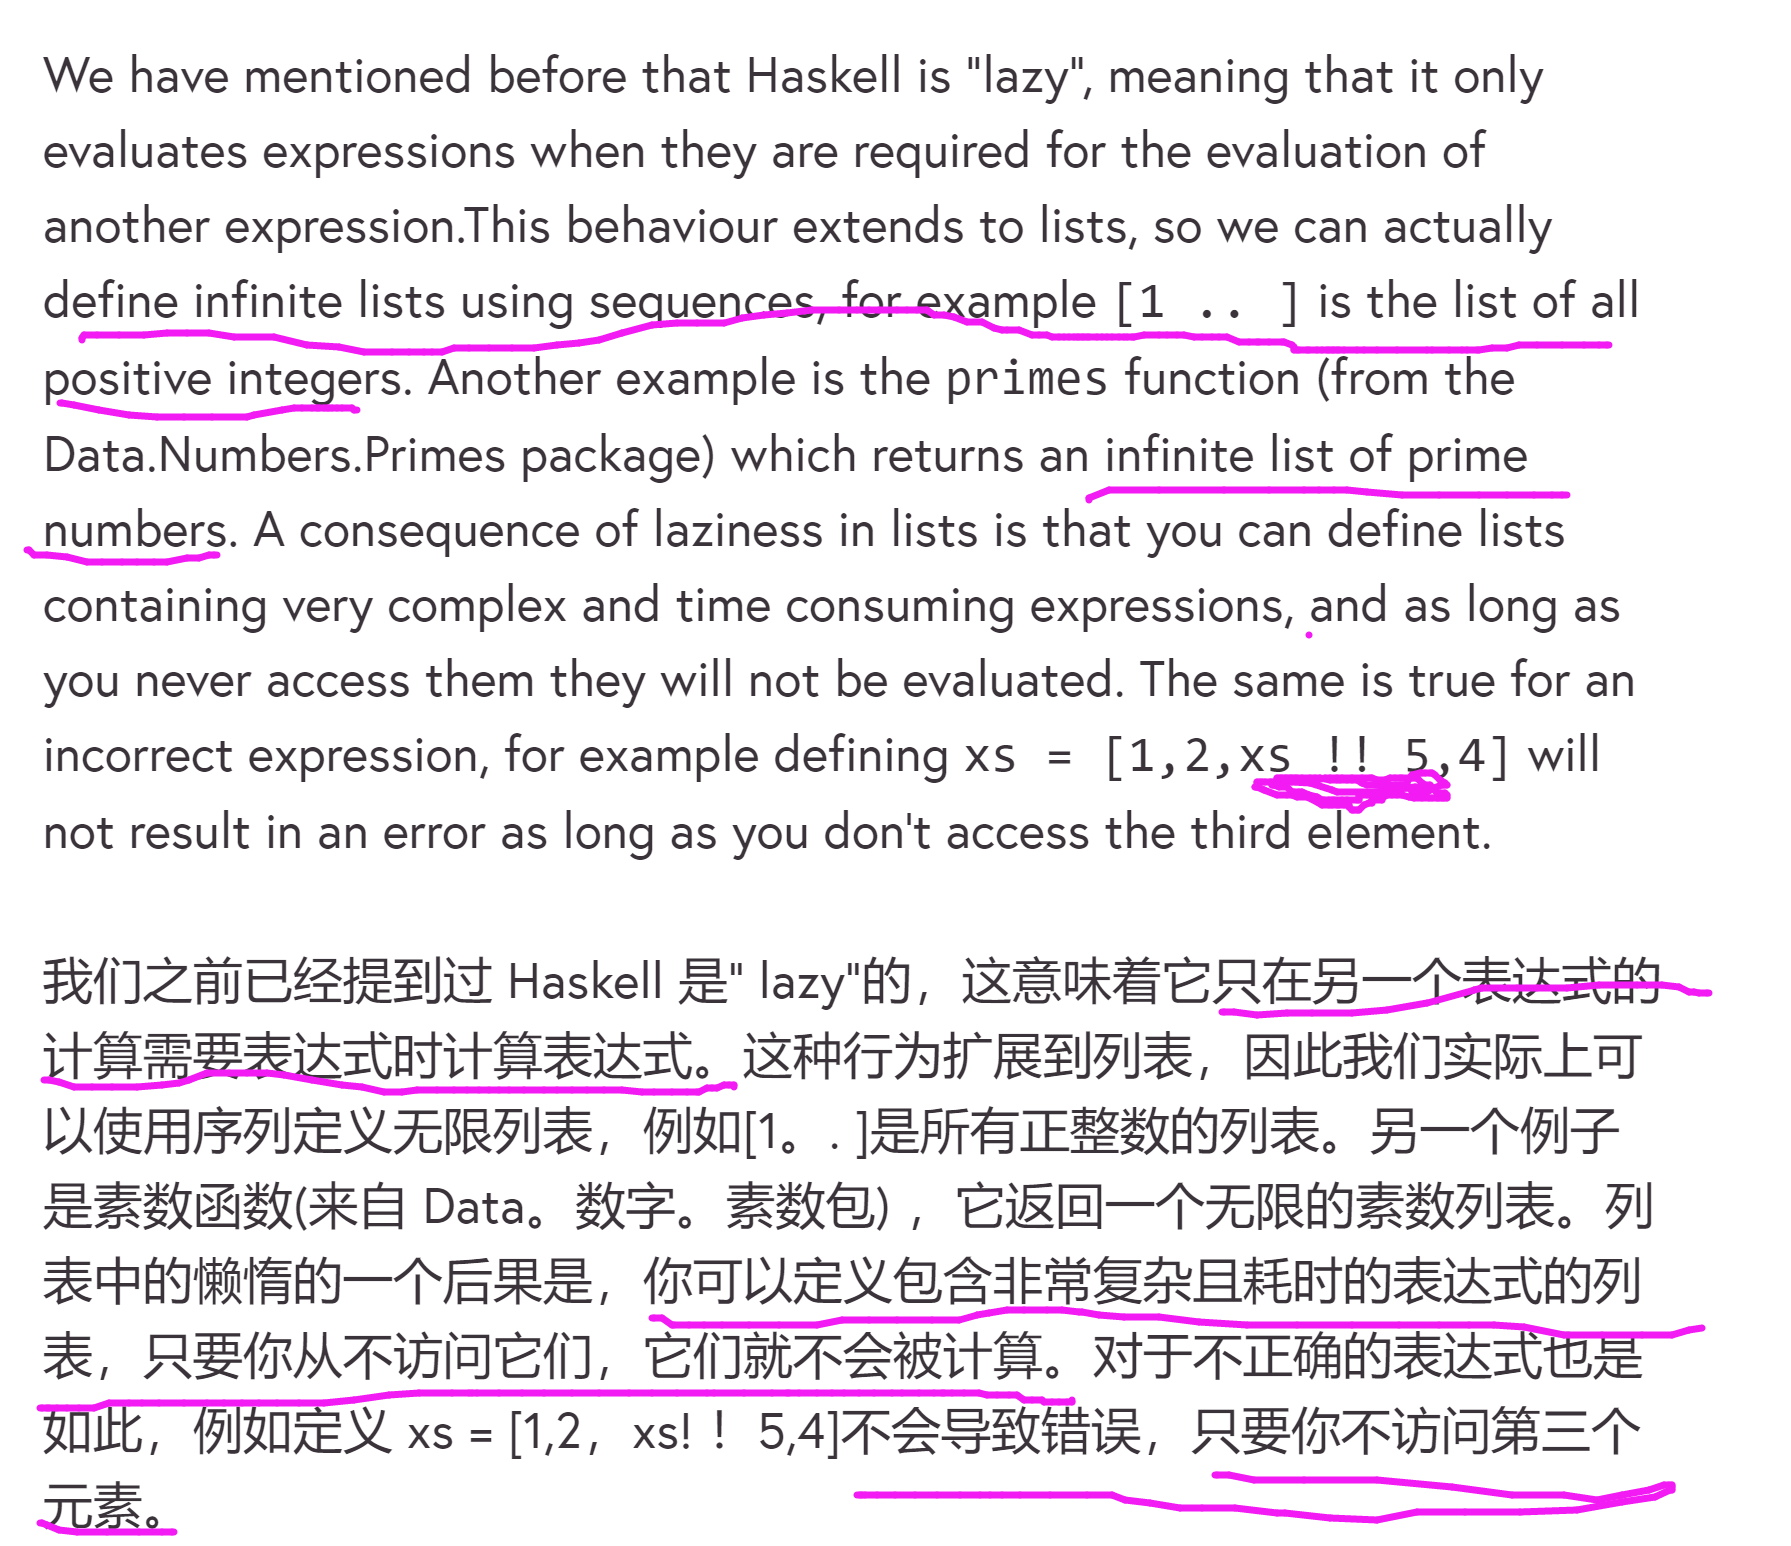 We have mentioned before that Haskell is "lazy", meaning that it only
evaluates expressions when they are required for the evaluation of
another expression.This behaviour extends to lists, so we can actually
define infinite lists using sequences, for example [1 .. ] is the list of all
positive integers. Another example is the primes function (from the
Data.Numbers.Primes package) which returns an infinite list of prime
numbers. A consequence of laziness in lists is that you can define lists
containing very complex and time consuming expressions, and as long as
you never access them they will not be evaluated. The same is true for an
incorrect expression, for example defining xs = [1,2,xs !! 5,4] will
not result in an error as long as you don't access the third element.
我们之前已经提到过 Haskell 是" lazy"的，这意味着它只在另一个表达式的
计算需要表达式时计算表达式。这种行为扩展到列表，因此我们实际上可
以使用序列定义无限列表，例如[1。. ]是所有正整数的列表。另一个例子
是素数函数(来自 Data。数字。素数包) ，它返回一个无限的素数列表。列
表中的懒惰的一个后果是，你可以定义包含非常复杂且耗时的表达式的列
表，只要你从不访问它们，它们就不会被计算。对于不正确的表达式也是
如此，例如定义 xs = [1,2，xs! ！5,4]不会导致错误，只要你不访问第三个
元素。